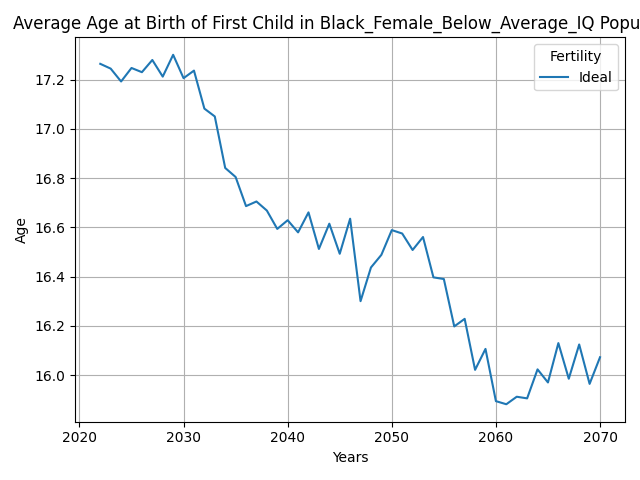 Average Age at Birth of First Child in Black_Female_Below_Average_IQ Popu
Fertility
Ideal
Age
17.2
17.0
16.8
16.6
16.4
16.2
16.0
2020 2030 2040 2050 2060 2070
Years